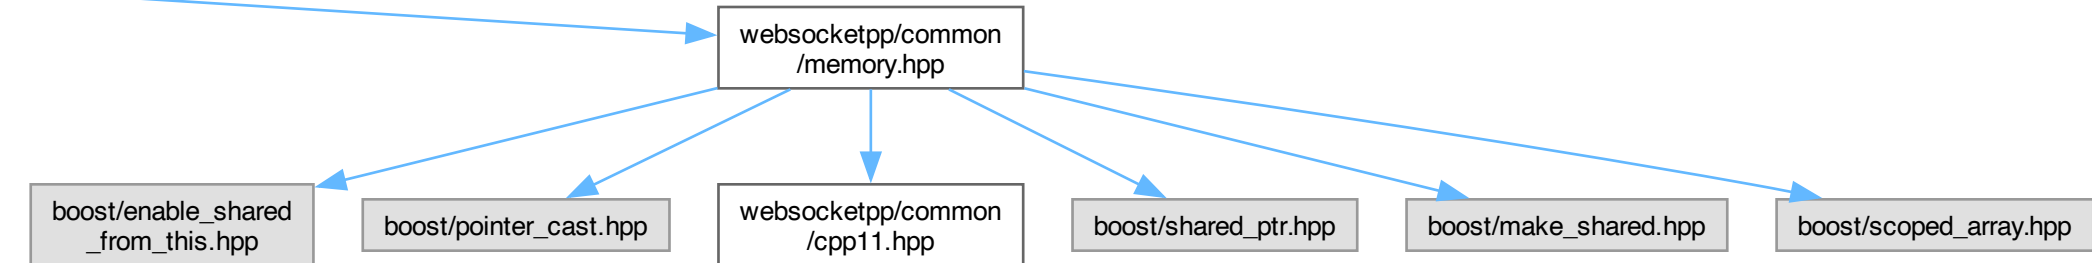 websocketpp/common
/memory.hpp
boost/enable_shared
_from_this.hpp
boost/pointer_cast.hpp
websocketpp/common
/cpp11.hpp
boost/shared_ptr.hpp
boost/make_shared.hpp
boost/scoped_array.hpp